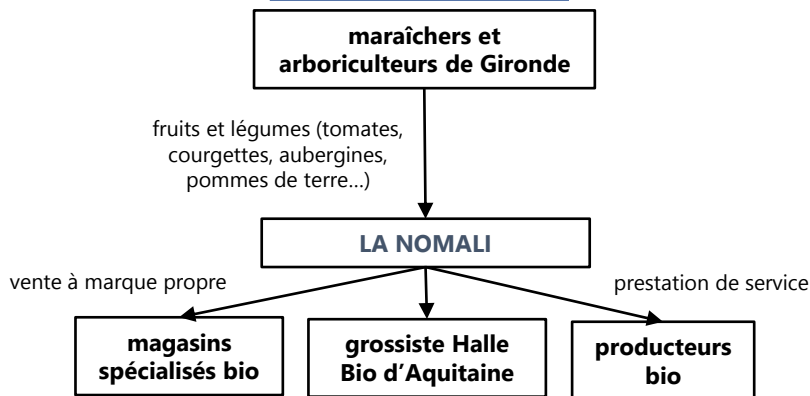 maraîchers et
arboriculteurs de Gironde
fruits et légumes (tomates,
courgettes, aubergines,
pommes de terre...)
LA NOMALI
vente à marque propre
prestation de service
magasins
spécialisés bio
grossiste Halle
Bio d'Aquitaine
producteurs
bio